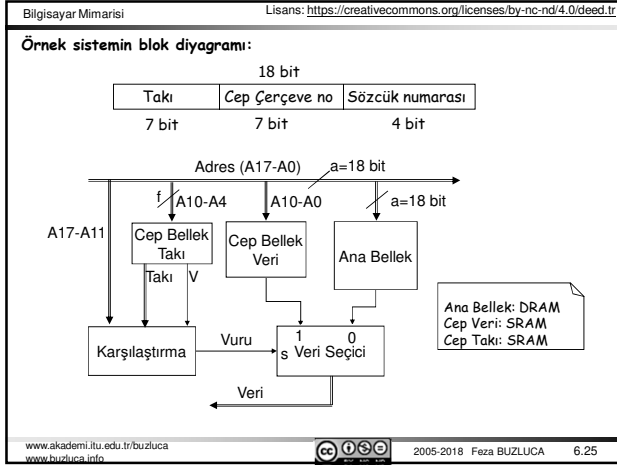 Bilgisayar Mimarisi
Lisans: https://creativecommons.org/licenses/by-nc-nd/4.0/deed.tr
Örnek sistemin blok diyagramı:
18 bit
Takı Cep Çerçeve no Sözcük numarası
7 bit 7 bit 4 bit
Adres (A17-A0) a=18 bit
f A10-A4 A10-A0 a=18 bit
A17-A11
Cep Bellek
Takı
Cep Bellek
Veri
Ana Bellek
Takı V
Ana Bellek: DRAM
Cep Veri: SRAM
Cep Takı: SRAM
Karşılaştırma
Vuru
1 0
s Veri Seçici
Veri
www.akademi.itu.edu.tr/buzluca
www.buzluca.info
cc
2005-2018 Feza BUZLUCA 6.25